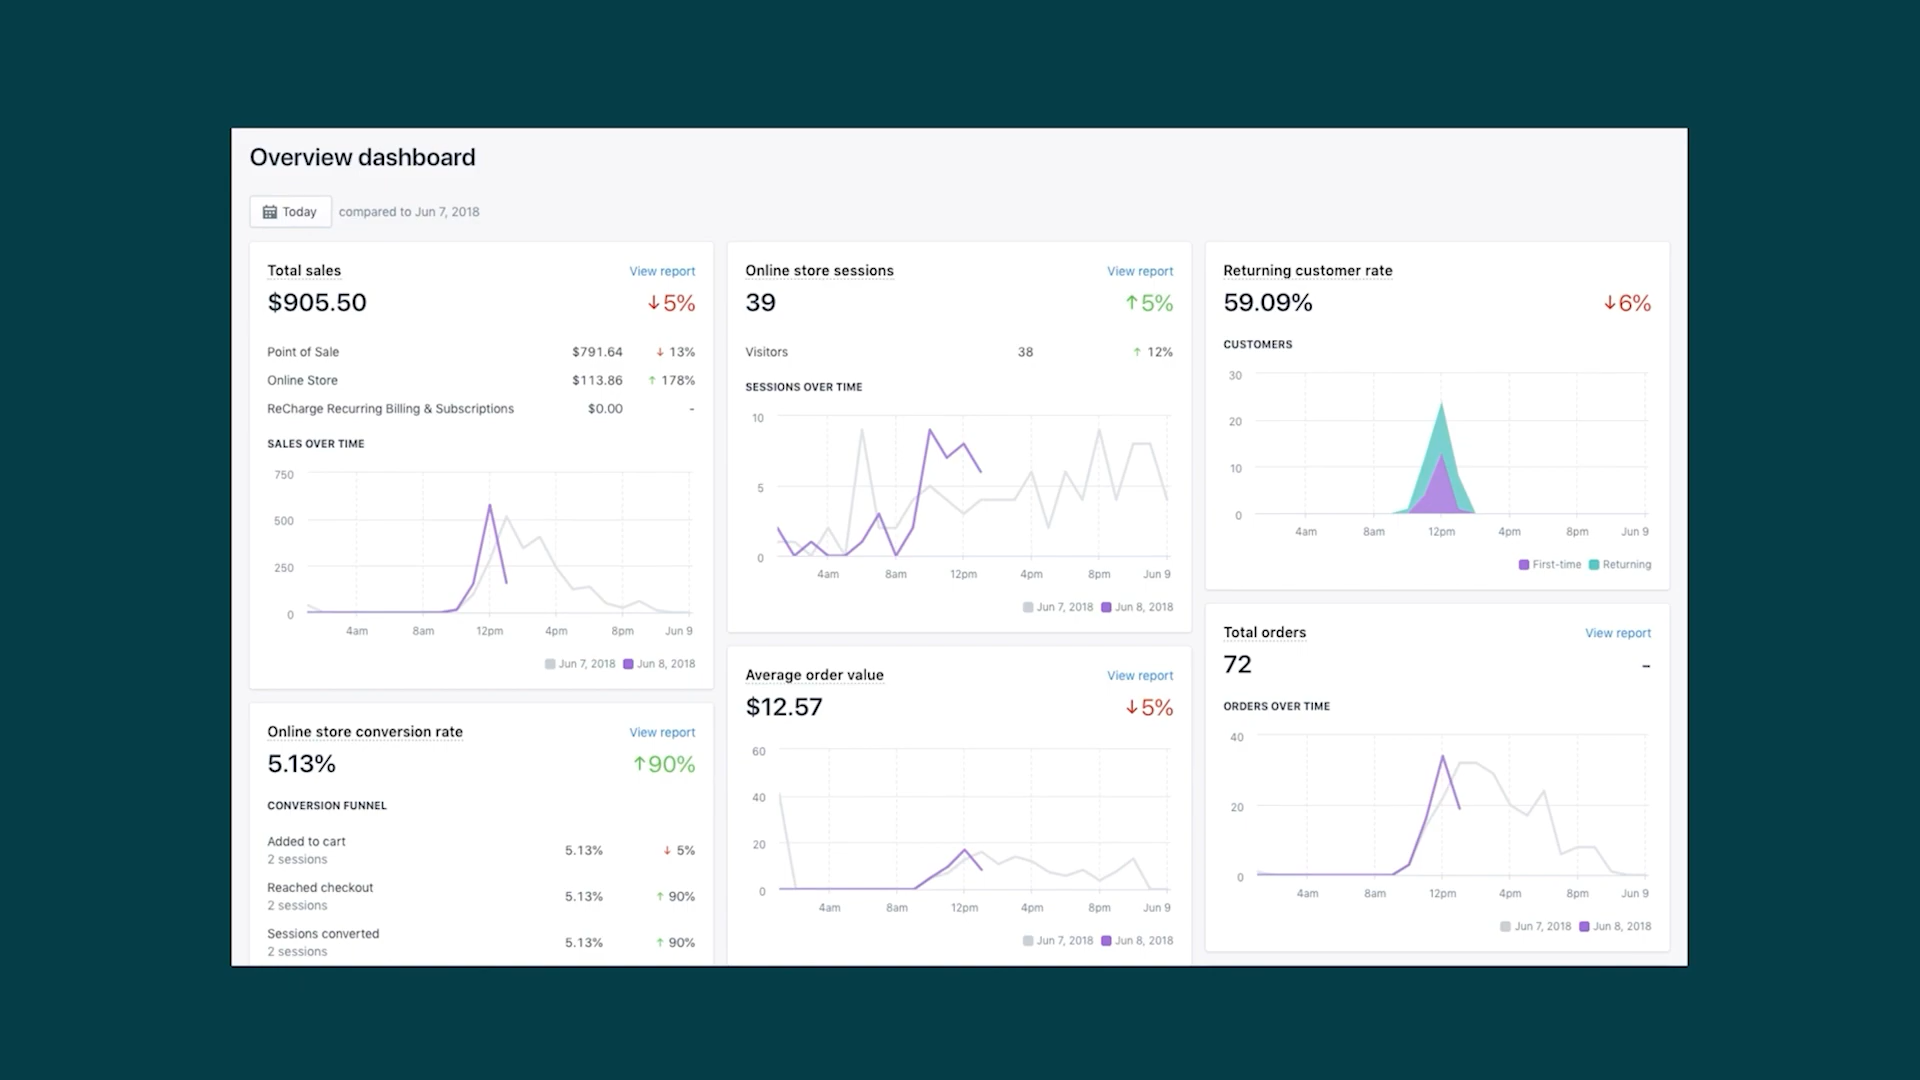 Overview dashboard
Today compared to Jun 7, 2018
Total sales View report
$905.50 ↓5%
Point of Sale $791.64 ↓ 13%
Online Store $113.86 ↑ 178%
ReCharge Recurring Billing & Subscriptions $0.00 -
SALES OVER TIME
750
500
250
0
4am 8am 12pm 4pm 8pm Jun 9
Jun 7, 2018 Jun 8, 2018
Online store conversion rate View report
5.13% ↑90%
CONVERSION FUNNEL
Added to cart
2 sessions
5.13% ↓ 5%
Reached checkout
2 sessions
5.13% ↑ 90%
Sessions converted
2 sessions
5.13% ↑ 90%
Online store sessions View report
39 ↑5%
Visitors 38 ↑ 12%
SESSIONS OVER TIME
10
5
0
4am 8am 12pm 4pm 8pm Jun 9
Jun 7, 2018 Jun 8, 2018
Average order value View report
$12.57 ↓5%
60
40
20
0
4am 8am 12pm 4pm 8pm Jun 9
Jun 7, 2018 Jun 8, 2018
Returning customer rate
59.09% ↓6%
CUSTOMERS
30
20
10
0
4am 8am 12pm 4pm 8pm Jun 9
First-time Returning
Total orders View report
72 -
ORDERS OVER TIME
40
20
0
4am 8am 12pm 4pm 8pm Jun 9
Jun 7, 2018 Jun 8, 2018